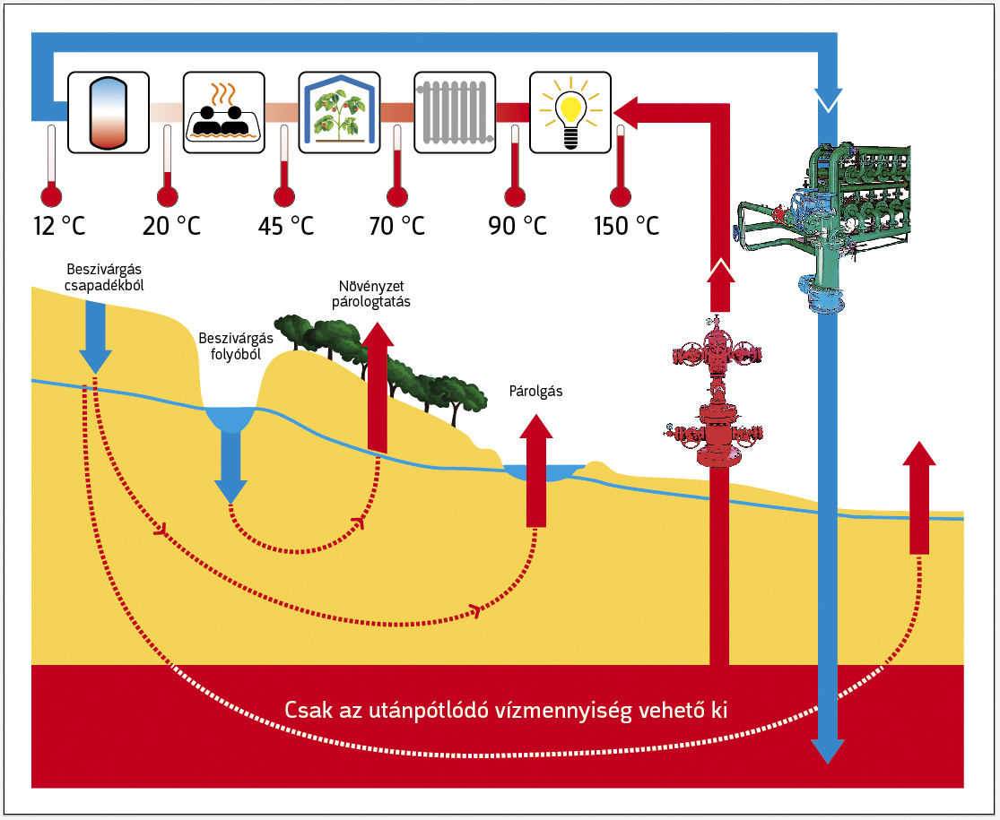 12 °C
20 °C
45 °C
70 °C
90 °C
150 °C
Beszivárgás
csapadékból
Növényzet
párologtatás
Beszivárgás
folyóból
Párolgás
Csak az utánpótlódó vízmennyiség vehető ki